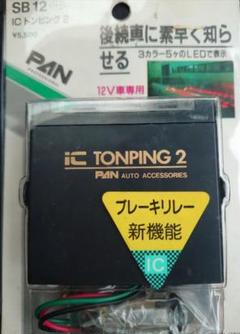 SB 12
ICトンピング2
¥5,500
PAN
後続車に素早く知ら
せる
3カラー5ヶのLEDで表示
12V車専用
IC TONPING 2
PAN AUTO ACCESSORIES
ブレーキリレー
新機能
IC